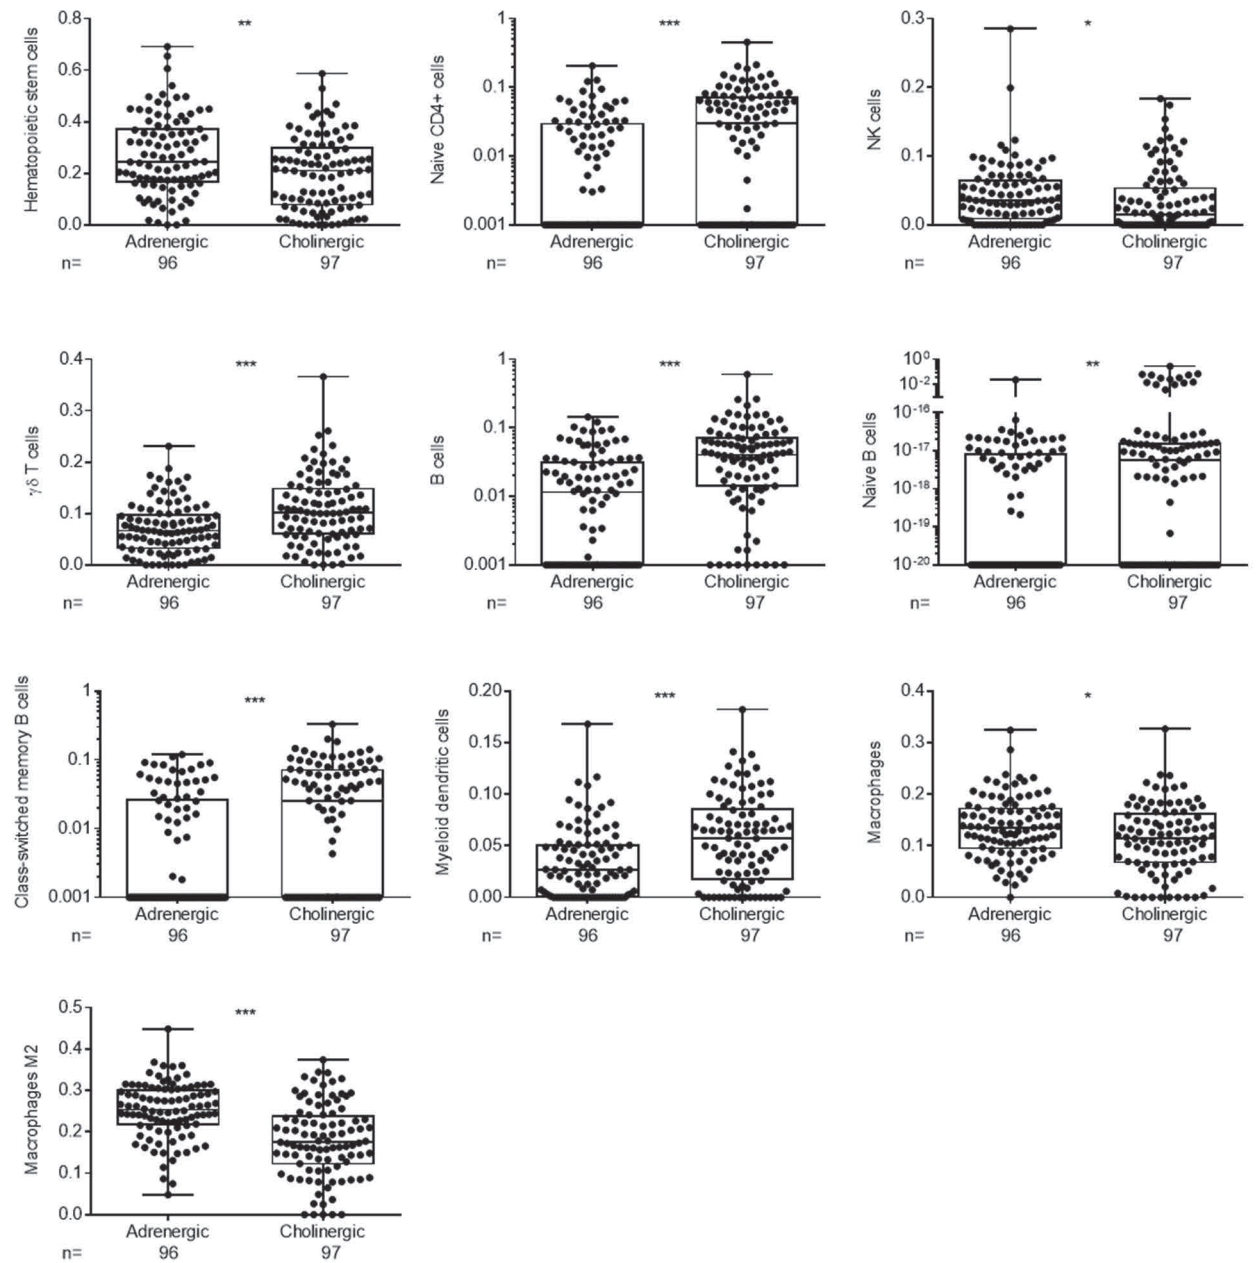 Hematopoietic stem cells
0.8
0.6
0.4
0.2
0.0
**
Adrenergic Cholinergic
n= 96 97
Naive CD4+ cells
1
0.1
0.01
0.001
***
Adrenergic Cholinergic
n= 96 97
NK cells
0.3
0.2
0.1
0.0
*
Adrenergic Cholinergic
n= 96 97
γδ T cells
0.4
0.3
0.2
0.1
0.0
***
Adrenergic Cholinergic
n= 96 97
B cells
1
0.1
0.01
0.001
***
Adrenergic Cholinergic
n= 96 97
Naive B cells
10⁰
10⁻²
10⁻¹⁶
10⁻¹⁷
10⁻¹⁸
10⁻¹⁹
10⁻²⁰
**
Adrenergic Cholinergic
n= 96 97
Class-switched memory B cells
1
0.1
0.01
0.001
***
Adrenergic Cholinergic
n= 96 97
Myeloid dendritic cells
0.20
0.15
0.10
0.05
0.00
***
Adrenergic Cholinergic
n= 96 97
Macrophages
0.4
0.3
0.2
0.1
0.0
*
Adrenergic Cholinergic
n= 96 97
Macrophages M2
0.5
0.4
0.3
0.2
0.1
0.0
***
Adrenergic Cholinergic
n= 96 97